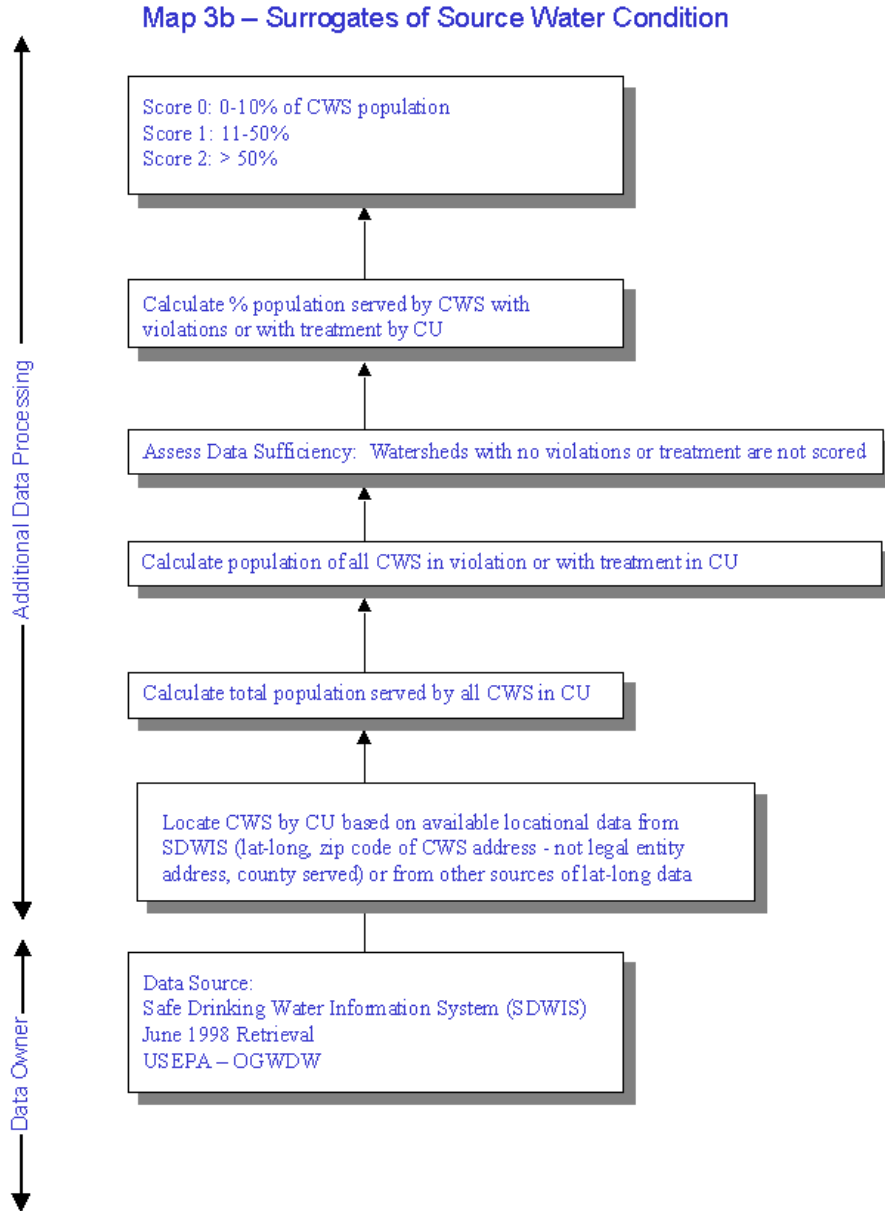 Map 3b – Surrogates of Source Water Condition
Score 0: 0-10% of CWS population
Score 1: 11-50%
Score 2: > 50%
Calculate % population served by CWS with
violations or with treatment by CU
Assess Data Sufficiency: Watersheds with no violations or treatment are not scored
Calculate population of all CWS in violation or with treatment in CU
Calculate total population served by all CWS in CU
Locate CWS by CU based on available locational data from
SDWIS (lat-long, zip code of CWS address - not legal entity
address, county served) or from other sources of lat-long data
Data Source:
Safe Drinking Water Information System (SDWIS)
June 1998 Retrieval
USEPA – OGWDW
Additional Data Processing
Data Owner